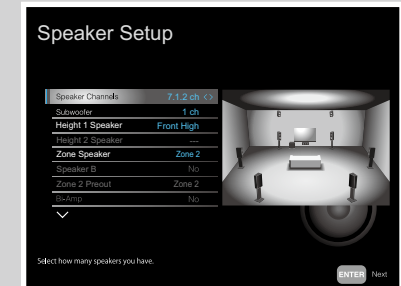 Speaker Setup
Speaker Channels 7.1.2 ch < >
Subwoofer 1 ch
Height 1 Speaker Front High
Height 2 Speaker ---
Zone Speaker Zone 2
Speaker B No
Zone 2 Preout Zone 2
Bi-Amp No
Select how many speakers you have.
ENTER Next